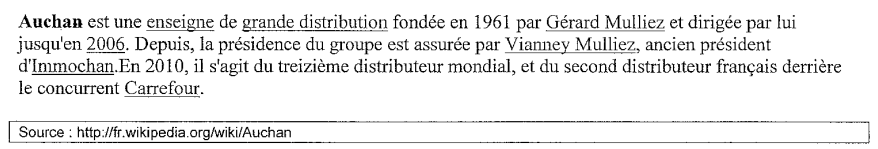 Auchan est une enseigne de grande distribution fondée en 1961 par Gérard Mulliez et dirigée par lui
jusqu'en 2006. Depuis, la présidence du groupe est assurée par Vianney Mulliez, ancien président
d'Immochan.En 2010, il s'agit du treizième distributeur mondial, et du second distributeur français derrière
le concurrent Carrefour.
Source : http://fr.wikipedia.org/wiki/Auchan